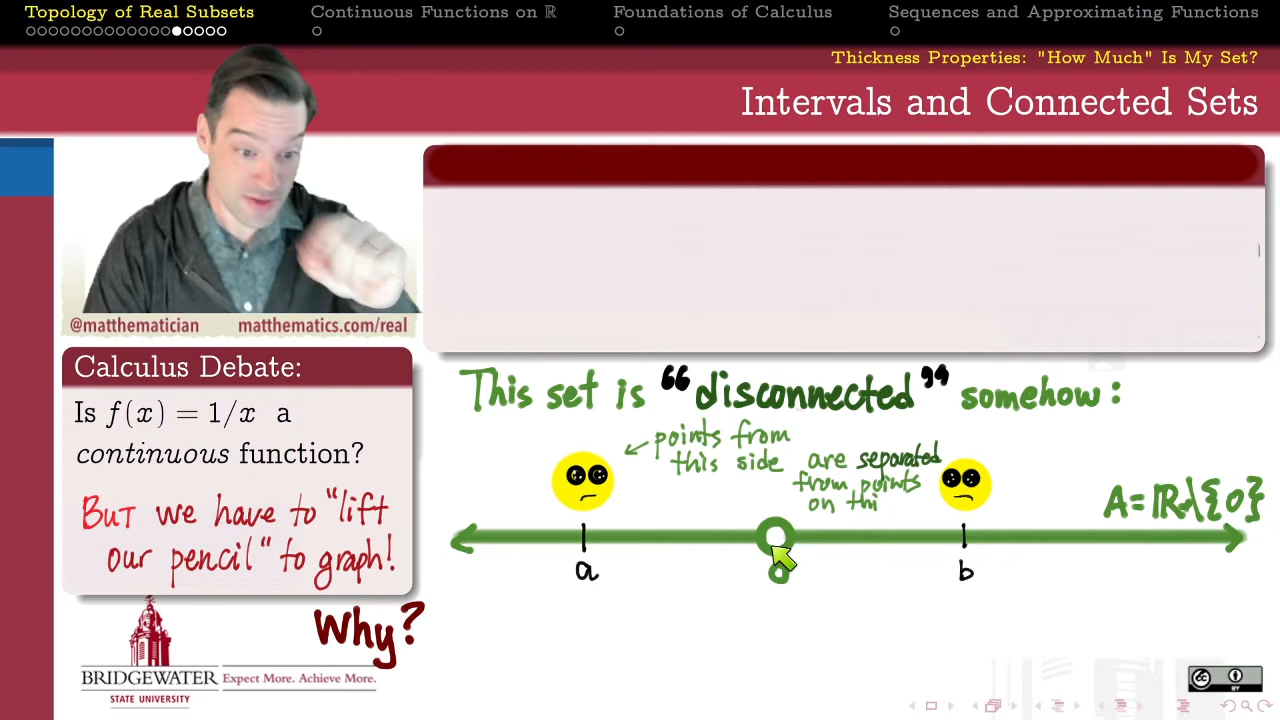 Topology of Real Subsets Continuous Functions on ℝ Foundations of Calculus Sequences and Approximating Functions
Thickness Properties: "How Much" Is My Set?
Intervals and Connected Sets
@matthematician matthematics.com/real
Calculus Debate:
Is f(x) = 1/x a
continuous function?
BUT we have to "lift
our pencil" to graph!
Why?
BRIDGEWATER
STATE UNIVERSITY
Expect More. Achieve More.
This set is "disconnected" somehow:
points from
this side
are separated
from points
on thi
A=ℝ\{0}
a
0
b
cc BY